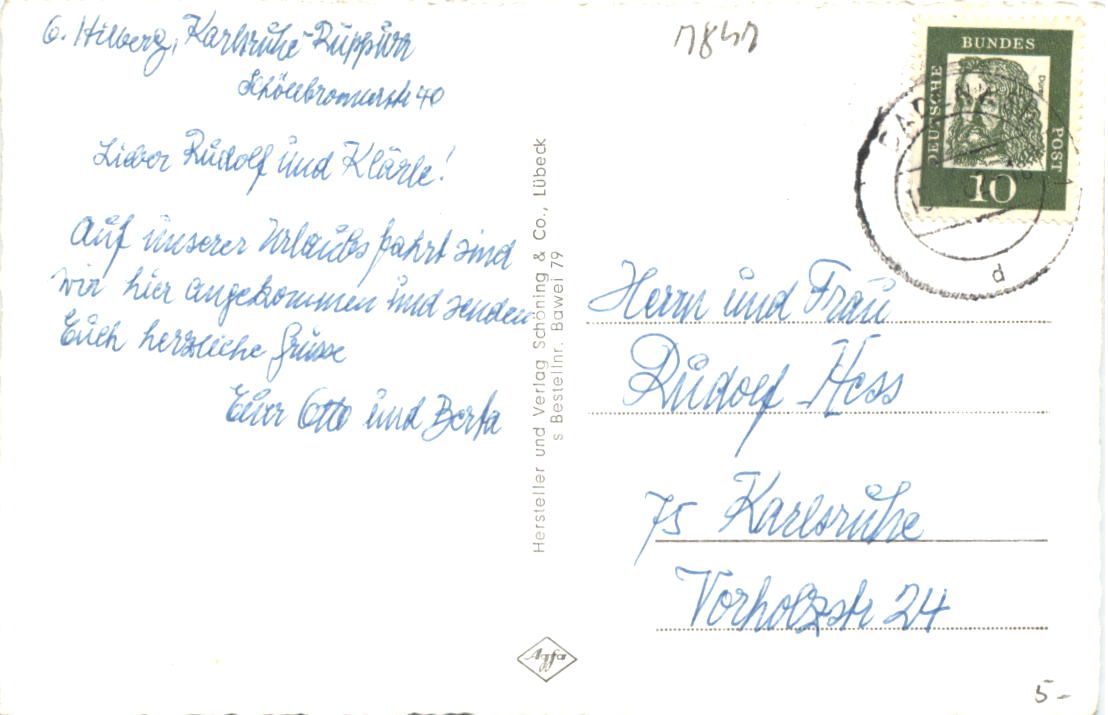 O. Hilberg, Karlsruhe-Rüppurr
40
Lieber Rudolf und Klärle!
Auf unserer Urlaubsfahrt sind
wir hier angekommen und senden
Euch herzliche Grüsse
Euer Otto und Berta
Hersteller und Verlag Schöning & Co., Lübeck
s Bestellnr. Bawei 79
Agfa
DEUTSCHE
BUNDES
POST
10
d
Herrn und Frau
Rudolf Hess
75 Karlsruhe
Vorholzstr 24
5-